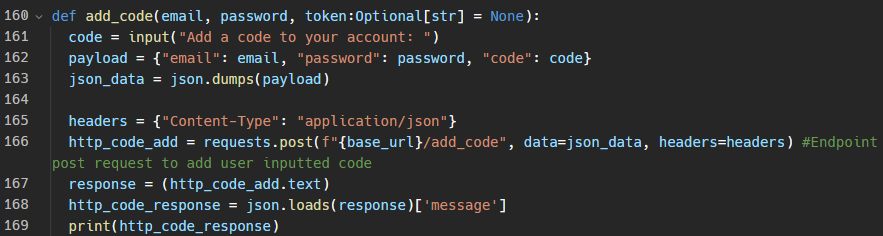 160 def add_code(email, password, token:Optional[str] = None):
161   code = input("Add a code to your account: ")
162   payload = {"email": email, "password": password, "code": code}
163   json_data = json.dumps(payload)
164
165   headers = {"Content-Type": "application/json"}
166   http_code_add = requests.post(f"{base_url}/add_code", data=json_data, headers=headers) #Endpoint
post request to add user inputted code
167   response = (http_code_add.text)
168   http_code_response = json.loads(response)['message']
169   print(http_code_response)